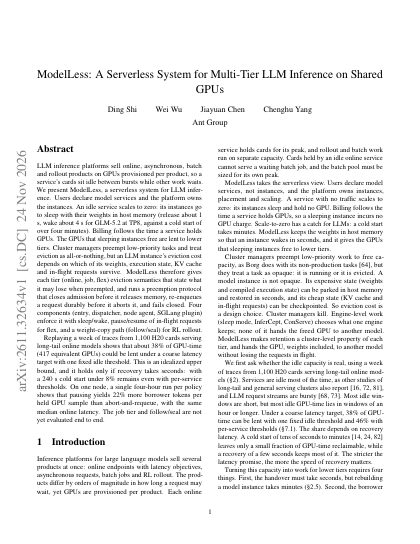 ModelLess: A Serverless System for Multi-Tier LLM Inference on Shared
GPUs
Ding Shi Wei Wu Jiayuan Chen Chenghu Yang
Ant Group
arXiv:2611.32634v1 [cs.DC] 24 Nov 2026
Abstract
LLM inference platforms sell online, asynchronous, batch
and rollout products on GPUs provisioned per product, so a
service's cards sit idle between bursts while other work waits.
We present ModelLess, a serverless system for LLM infer-
ence. Users declare model services and the platform owns the
instances. An idle service scales to zero: its instances go
to sleep with their weights in host memory (release about 1
s, wake about 4 s for GLM-5.2 at TP8, against a cold start of
over four minutes). Billing follows the time a service holds
GPUs. The GPUs that sleeping instances free are lent to lower
tiers. Cluster managers preempt low-priority tasks and treat
eviction as all-or-nothing, but an LLM instance's eviction cost
depends on which of its weights, execution state, KV cache
and in-flight requests survive. ModelLess therefore gives
each tier (online, job, flex) eviction semantics that state what
it may lose when preempted, and runs a preemption protocol
that closes admission before it aborts, re-enqueues
a request durably before it aborts it, and fails closed. Four
components (entry, dispatcher, node agent, SGLang plugin)
enforce it with sleep/wake, pause/resume of in-flight requests
for flex, and a weight-copy path (follow/seal) for RL rollout.
Replaying a week of traces from 1,100 H20 cards serving
long-tail online models shows that about 38% of GPU-time
(417 equivalent GPUs) could be lent under a coarse latency
target to the next-time threshold. This is an idealized upper
bound, and it holds only if recovery takes seconds: with
a 240 s cold start under 8% remains even with per-service
thresholds. On one node, a single four-hour run per policy
shows that pausing yields 22% more borrower tokens per
held GPU sample than abort-and-requeue, with the same
median online latency. The job tier and follow/seal are not
yet evaluated end to end.
1 Introduction
Inference platforms for large language models sell several
products at once: online endpoints with latency objectives,
asynchronous requests, batch jobs and RL rollout. The prod-
ucts differ by orders of magnitude in how long a request may
wait, yet GPUs are provisioned per product. Each online
service holds cards for its peak, and rollout and batch work
run on separate capacity. Cards held by an idle online service
cannot serve a waiting batch job, and the batch pool must be
sized for its own peak.
ModelLess takes the serverless view. Users declare model
services, not instances, and the platform owns instances,
placement and scaling. A service with no traffic scales to
zero: its instances sleep and hold no GPU. Billing follows the
time a service holds GPUs, so a sleeping instance incurs no
GPU charge. Scale-to-zero has a catch for LLMs: a cold start
takes minutes. ModelLess keeps the weights in host memory
so that an instance wakes in seconds, and it gives the GPUs
that sleeping instances free to lower tiers.
Cluster managers preempt low-priority work to free ca-
pacity, as Borg does with its non-production tasks [64], but
they treat a task as opaque: it is running or it is evicted. A
model instance is not opaque. Its expensive state (weights
and compiled execution state) can be parked in host memory
and restored in seconds, and its cheap state (KV cache and
in-flight requests) can be checkpointed. So eviction cost is
a design choice. Cluster managers kill. Engine-level work
(sleep mode, InferCept, ConServe) chooses what one engine
keeps; none of it hands the freed GPU to another model.
ModelLess makes retention a cluster-level property of each
tier, and hands the GPU, weights included, to another model
without losing the requests in flight.
We first ask whether the idle capacity is real, using a week
of traces from 1,100 H20 cards serving long-tail online mod-
els (§2). Services are idle most of the time, as other studies of
long-tail and general serving clusters also report [16, 72, 81],
and LLM request streams are bursty [68, 73]. Most idle win-
dows are short, but most idle GPU-time lies in windows of an
hour or longer. Under a coarse latency target, 38% of GPU-
time can be lent with one fixed idle threshold and 46% with
per-service thresholds (§7.1). The share depends on recovery
latency. A cold start of tens of seconds to minutes [14, 24, 82]
leaves only a small fraction of GPU-time reclaimable, while
a recovery of a few seconds keeps most of it. The stricter the
latency promise, the more the speed of recovery matters.
Turning this capacity into work for lower tiers requires four
things. First, the handover must take seconds, but rebuilding
a model instance takes minutes (§2.5). Second, the borrower
1